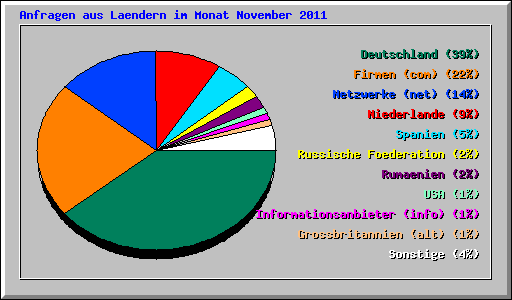 Anfragen aus Laendern im Monat November 2011
Deutschland (39%)
Firmen (com) (22%)
Netzwerke (net) (14%)
Niederlande (9%)
Spanien (5%)
Russische Foederation (2%)
Rumaenien (2%)
USA (1%)
Informationsanbieter (info) (1%)
Grossbritannien (alt) (1%)
Sonstige (4%)